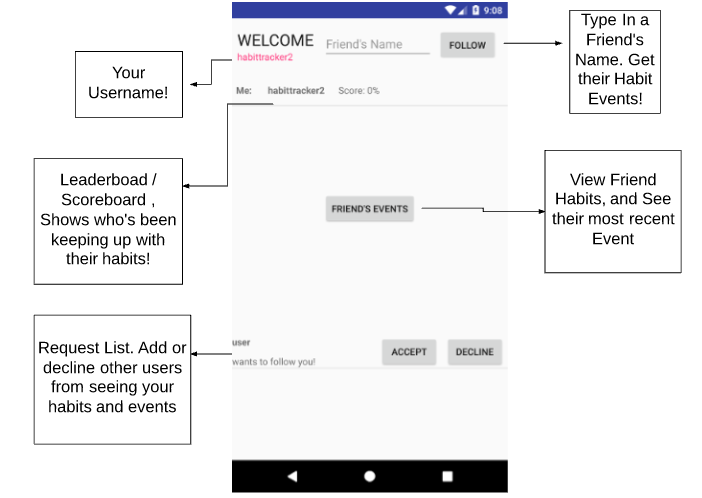 9:08
WELCOME
habittracker2
Friend's Name
FOLLOW
Type In a
Friend's
Name. Get
their Habit
Events!
Your
Username!
Me: habittracker2 Score: 0%
Leaderboad /
Scoreboard ,
Shows who's been
keeping up with
their habits!
FRIEND'S EVENTS
View Friend
Habits, and See
their most recent
Event
Request List. Add or
decline other users
from seeing your
habits and events
user
wants to follow you!
ACCEPT
DECLINE